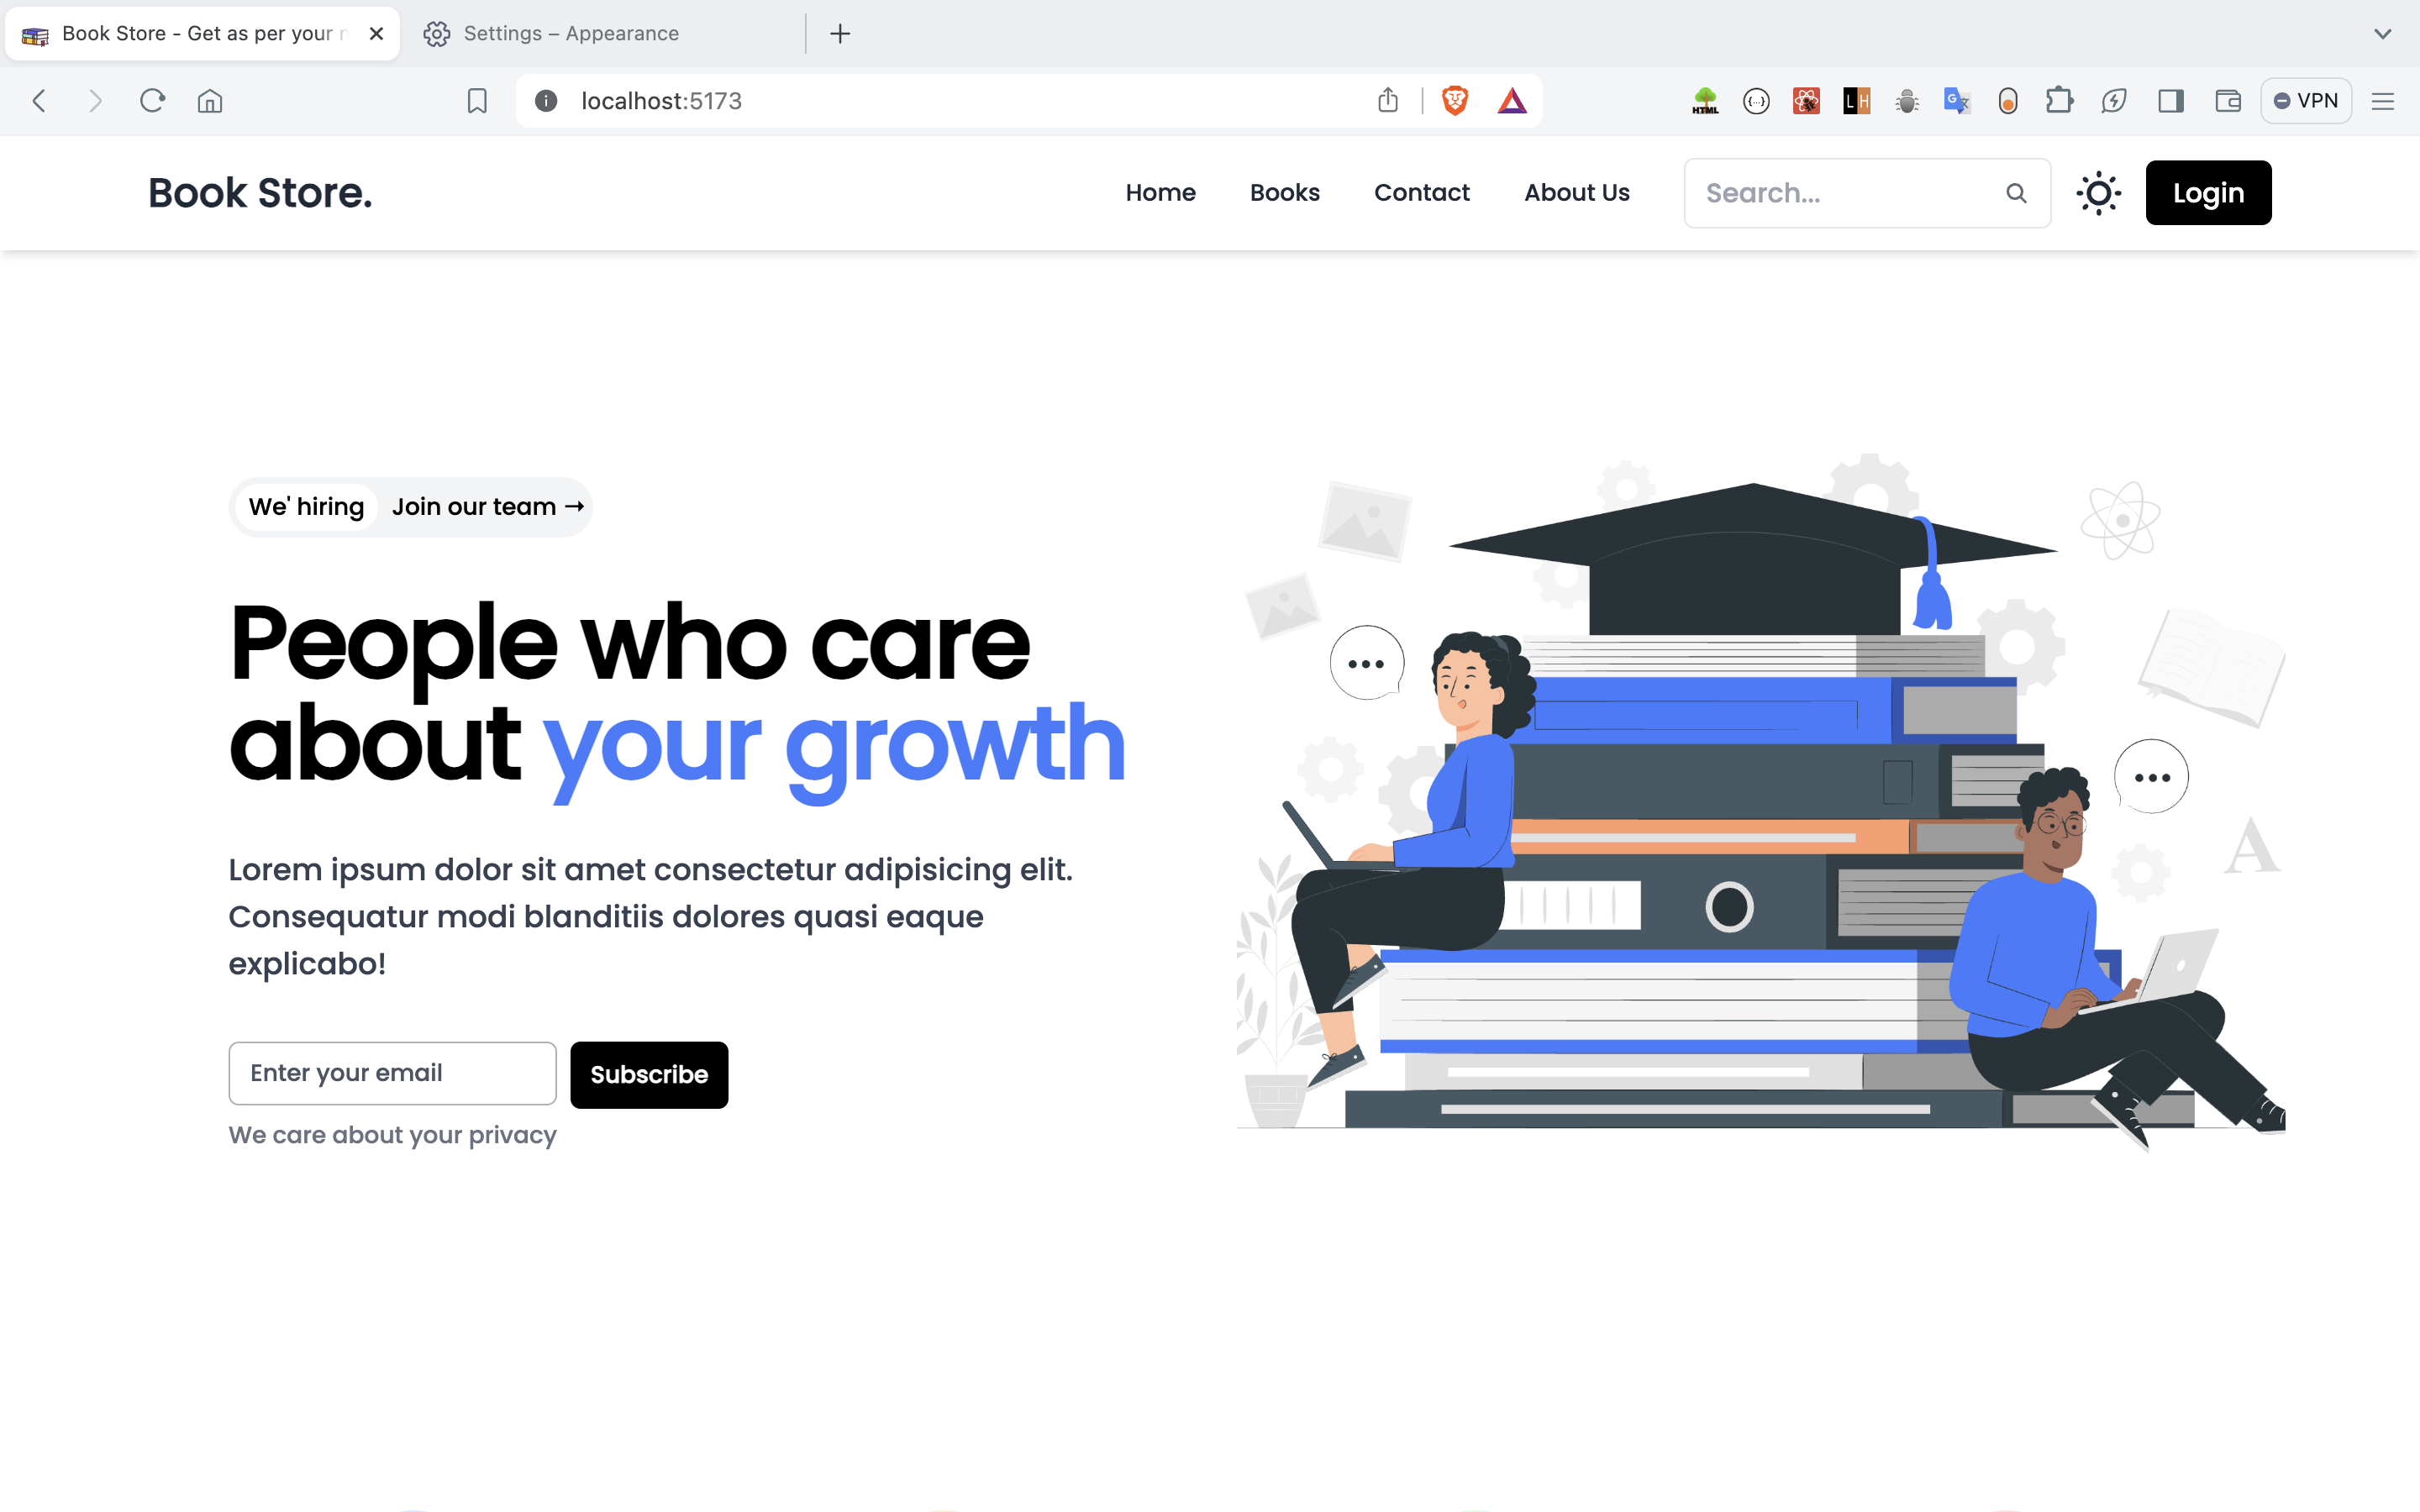 Book Store - Get as per your
Settings – Appearance
localhost:5173
HTML
{···}
LH
G
VPN
Book Store.
Home
Books
Contact
About Us
Search...
Login
We' hiring
Join our team →
People who care
about your growth
A
Lorem ipsum dolor sit amet consectetur adipisicing elit.
Consequatur modi blanditiis dolores quasi eaque
explicabo!
Enter your email
Subscribe
We care about your privacy